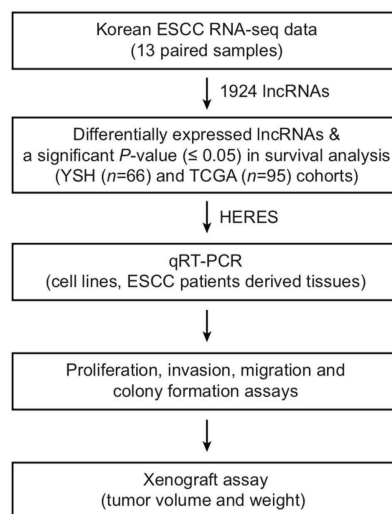 Korean ESCC RNA-seq data
(13 paired samples)
1924 lncRNAs
Differentially expressed lncRNAs &
a significant P-value (≤ 0.05) in survival analysis
(YSH (n=66) and TCGA (n=95) cohorts)
HERES
qRT-PCR
(cell lines, ESCC patients derived tissues)
Proliferation, invasion, migration and
colony formation assays
Xenograft assay
(tumor volume and weight)